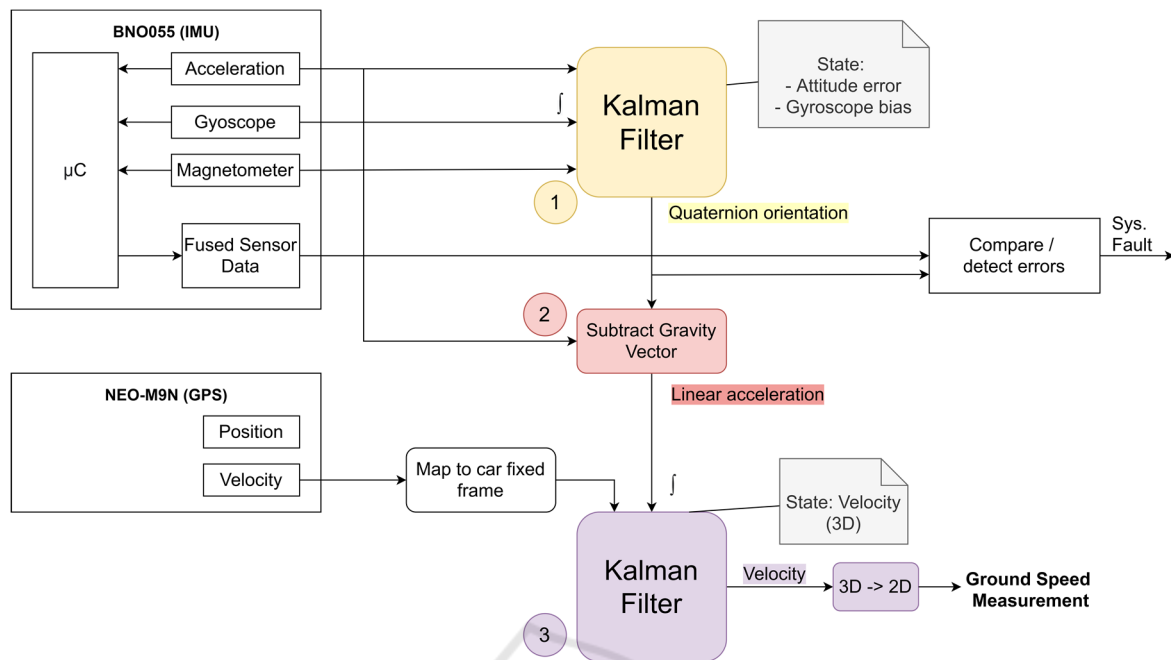 BNO055 (IMU)
Acceleration
Gyoscope
Magnetometer
µC
Fused Sensor
Data
∫
Kalman
Filter
State:
- Attitude error
- Gyroscope bias
1
Quaternion orientation
Compare /
detect errors
Sys.
Fault
2
Subtract Gravity
Vector
Linear acceleration
NEO-M9N (GPS)
Position
Velocity
Map to car fixed
frame
∫
State: Velocity
(3D)
Kalman
Filter
3
Velocity
3D -> 2D
Ground Speed
Measurement